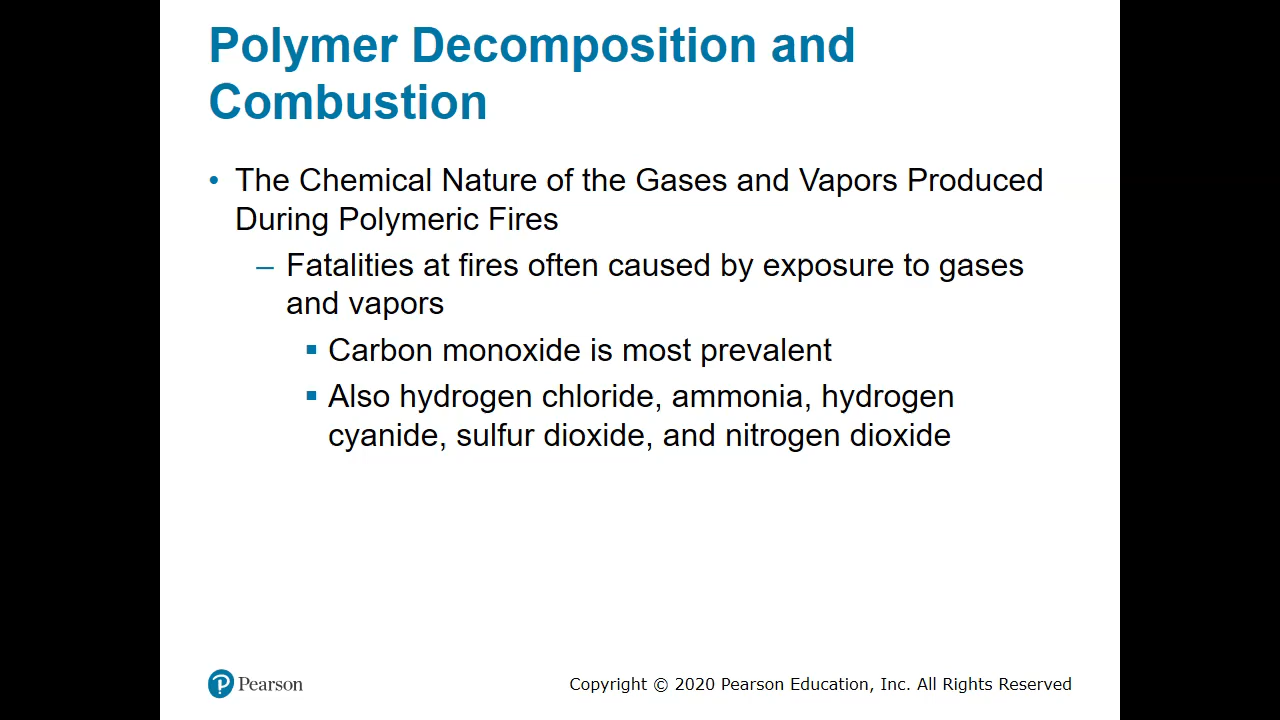 Polymer Decomposition and
Combustion
• The Chemical Nature of the Gases and Vapors Produced
During Polymeric Fires
– Fatalities at fires often caused by exposure to gases
and vapors
▪ Carbon monoxide is most prevalent
▪ Also hydrogen chloride, ammonia, hydrogen
cyanide, sulfur dioxide, and nitrogen dioxide
Pearson
Copyright © 2020 Pearson Education, Inc. All Rights Reserved